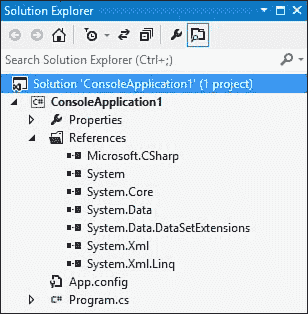 Solution Explorer
Search Solution Explorer (Ctrl+;)
Solution 'ConsoleApplication1' (1 project)
C# ConsoleApplication1
Properties
References
Microsoft.CSharp
System
System.Core
System.Data
System.Data.DataSetExtensions
System.Xml
System.Xml.Linq
App.config
C# Program.cs